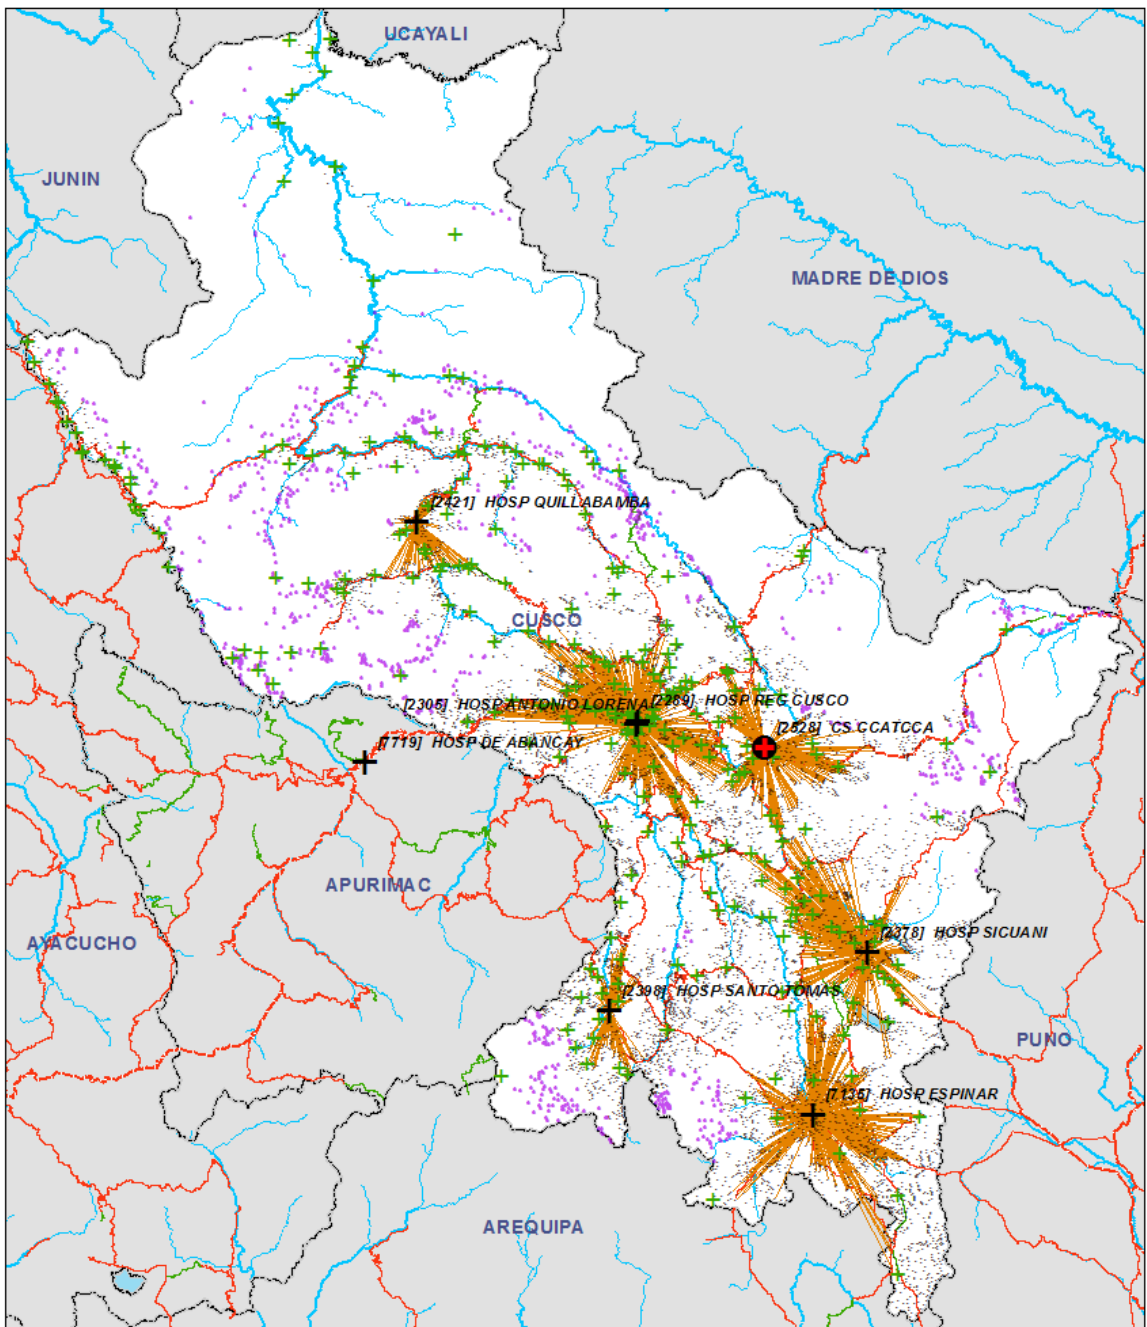 UCAYALI
JUNIN
MADRE DE DIOS
[2421] HOSP QUILLABAMBA
CUSCO
[2305] HOSP ANTONIO LORENA
[2289] HOSP REG CUSCO
[2528] CS CCATCCA
[7719] HOSP DE ABANCAY
APURIMAC
AYACUCHO
[2378] HOSP SICUANI
[2398] HOSP SANTO TOMAS
PUNO
[7136] HOSP ESPINAR
AREQUIPA